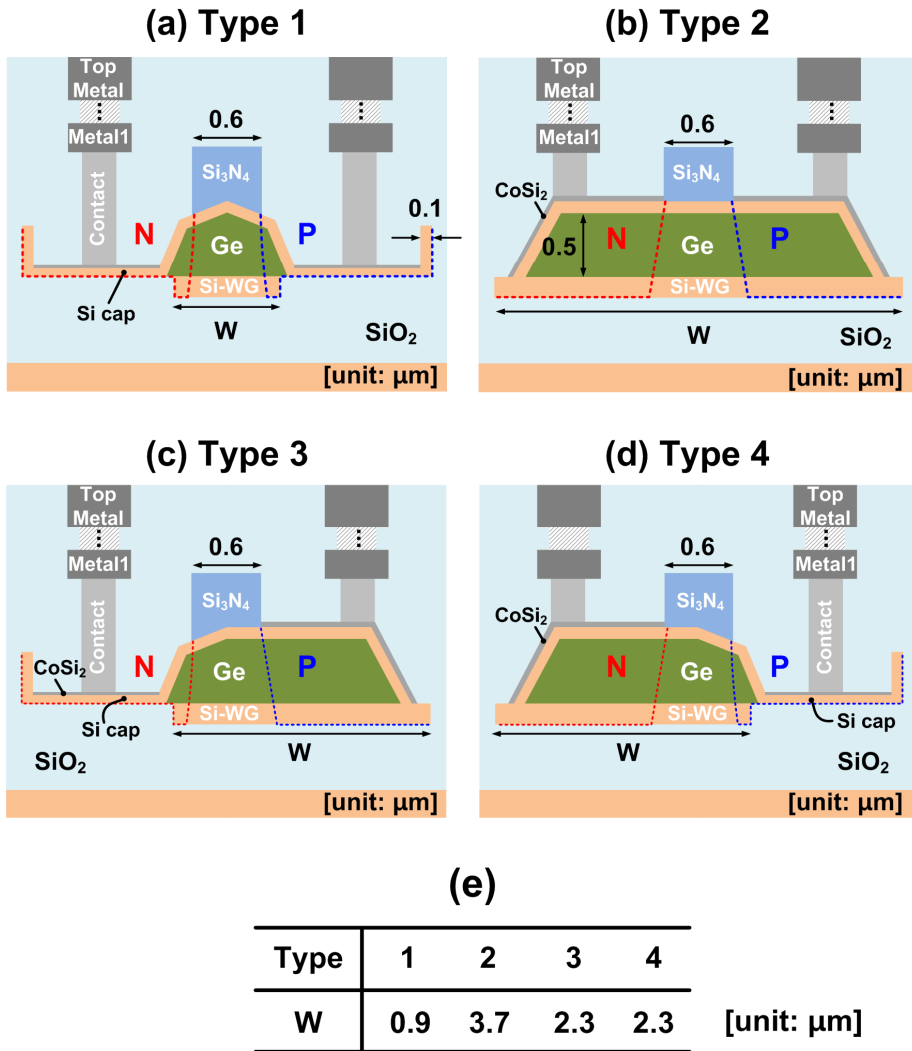 (a) Type 1
Top
Metal
Metal1
Contact
0.6
Si₃N₄
N
Ge
P
0.1
Si cap
Si-WG
W
SiO₂
[unit: μm]
(b) Type 2
Top
Metal
Metal1
0.6
Si₃N₄
CoSi₂
0.5
N
Ge
P
Si-WG
W
SiO₂
[unit: μm]
(c) Type 3
Top
Metal
Metal1
Contact
0.6
Si₃N₄
N
Ge
P
CoSi₂
Si cap
Si-WG
W
SiO₂
[unit: μm]
(d) Type 4
Top
Metal
Metal1
Contact
0.6
Si₃N₄
CoSi₂
N
Ge
P
Si-WG
Si cap
W
SiO₂
[unit: μm]
(e)
Type 1 2 3 4
W 0.9 3.7 2.3 2.3 [unit: μm]